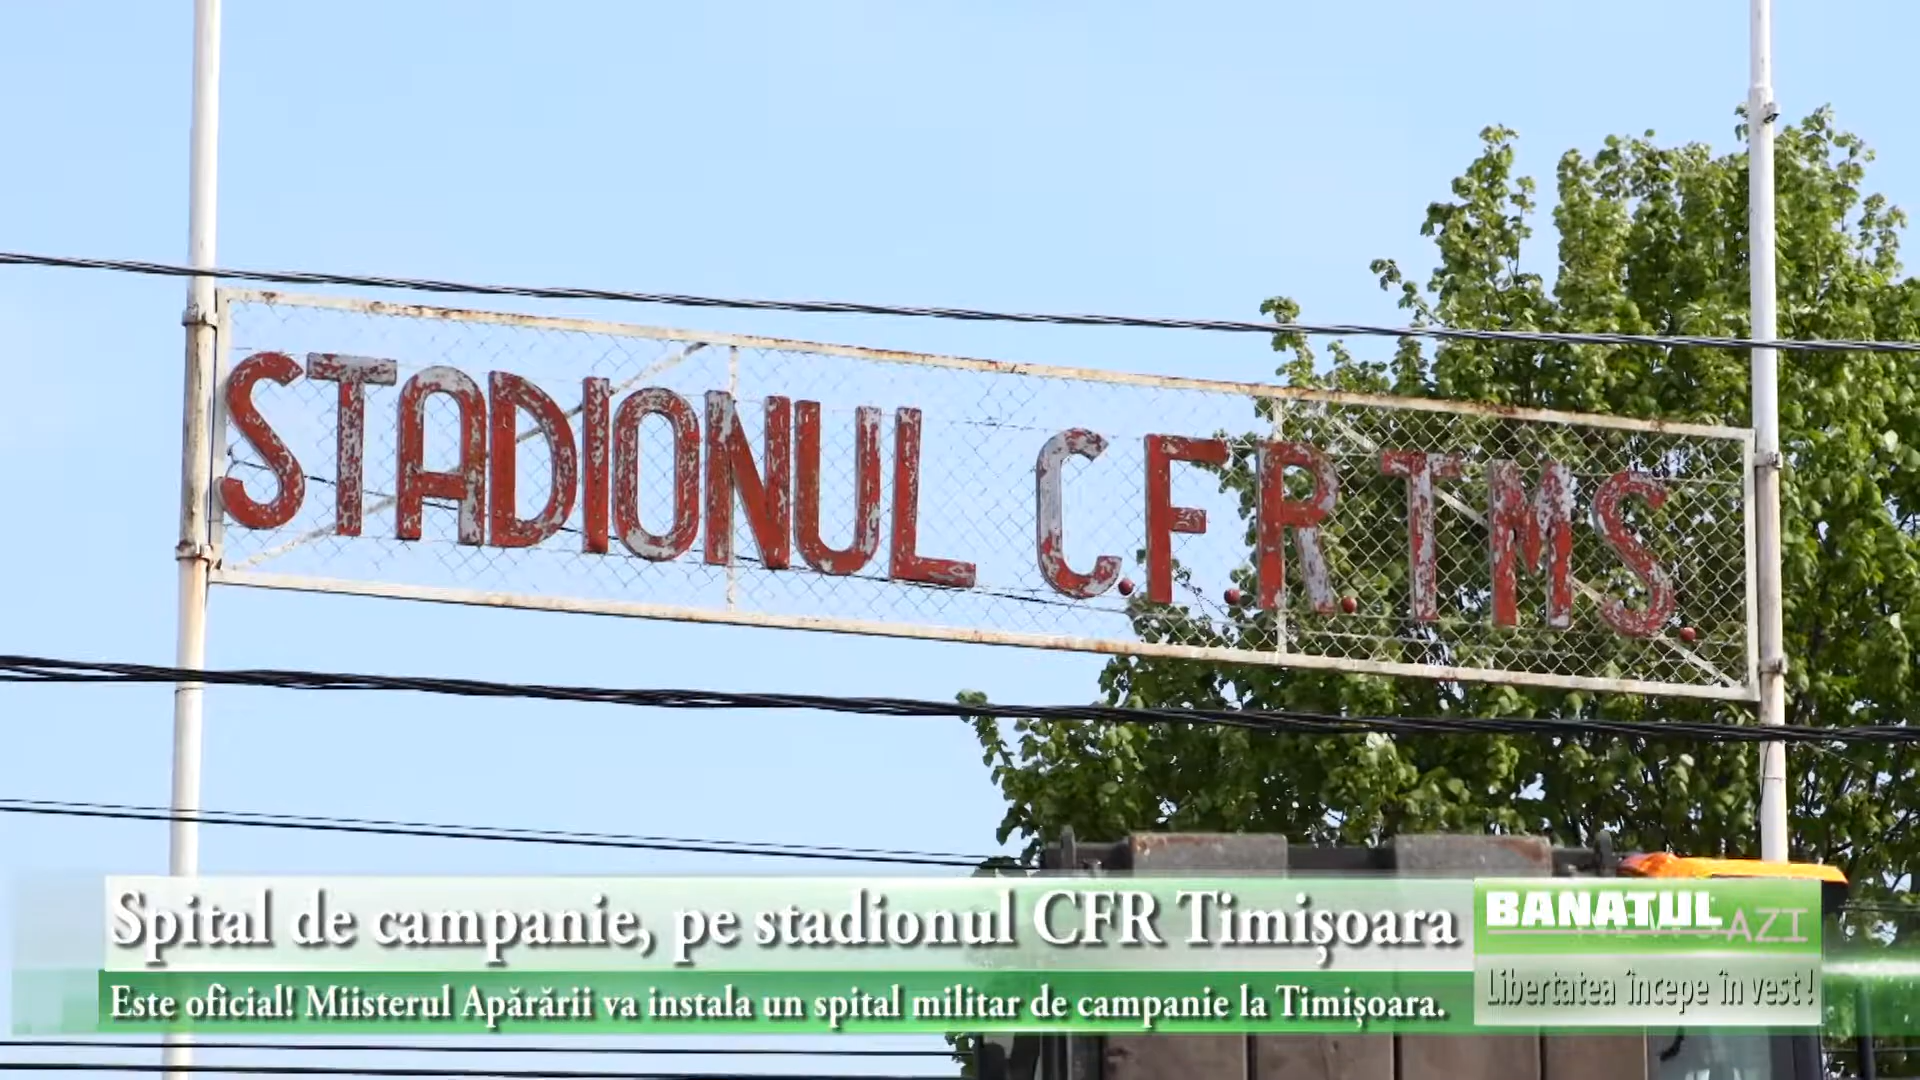 STADIONUL C.F.R. TMS.
Spital de campanie, pe stadionul CFR Timișoara
BANATUL
AZI
Este oficial! Miisterul Apărării va instala un spital militar de campanie la Timișoara.
Libertatea începe în vest!